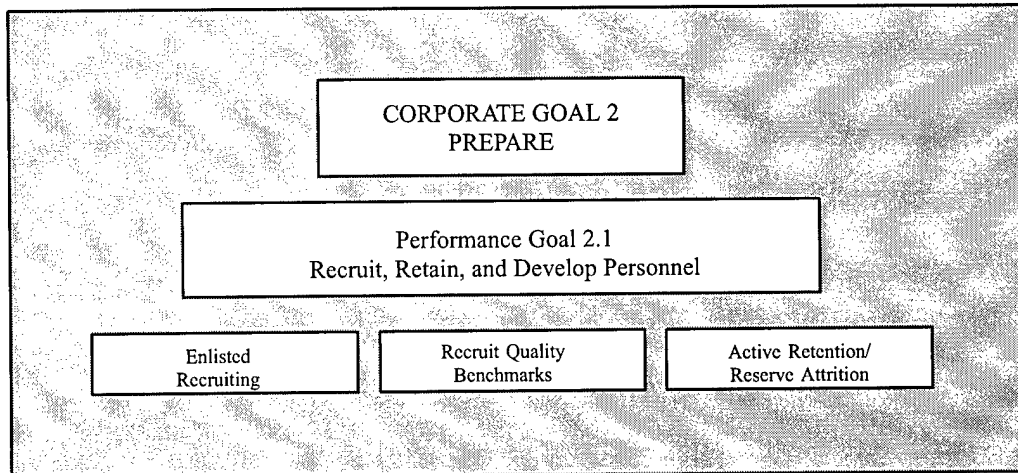 CORPORATE GOAL 2
PREPARE
Performance Goal 2.1
Recruit, Retain, and Develop Personnel
Enlisted
Recruiting
Recruit Quality
Benchmarks
Active Retention/
Reserve Attrition